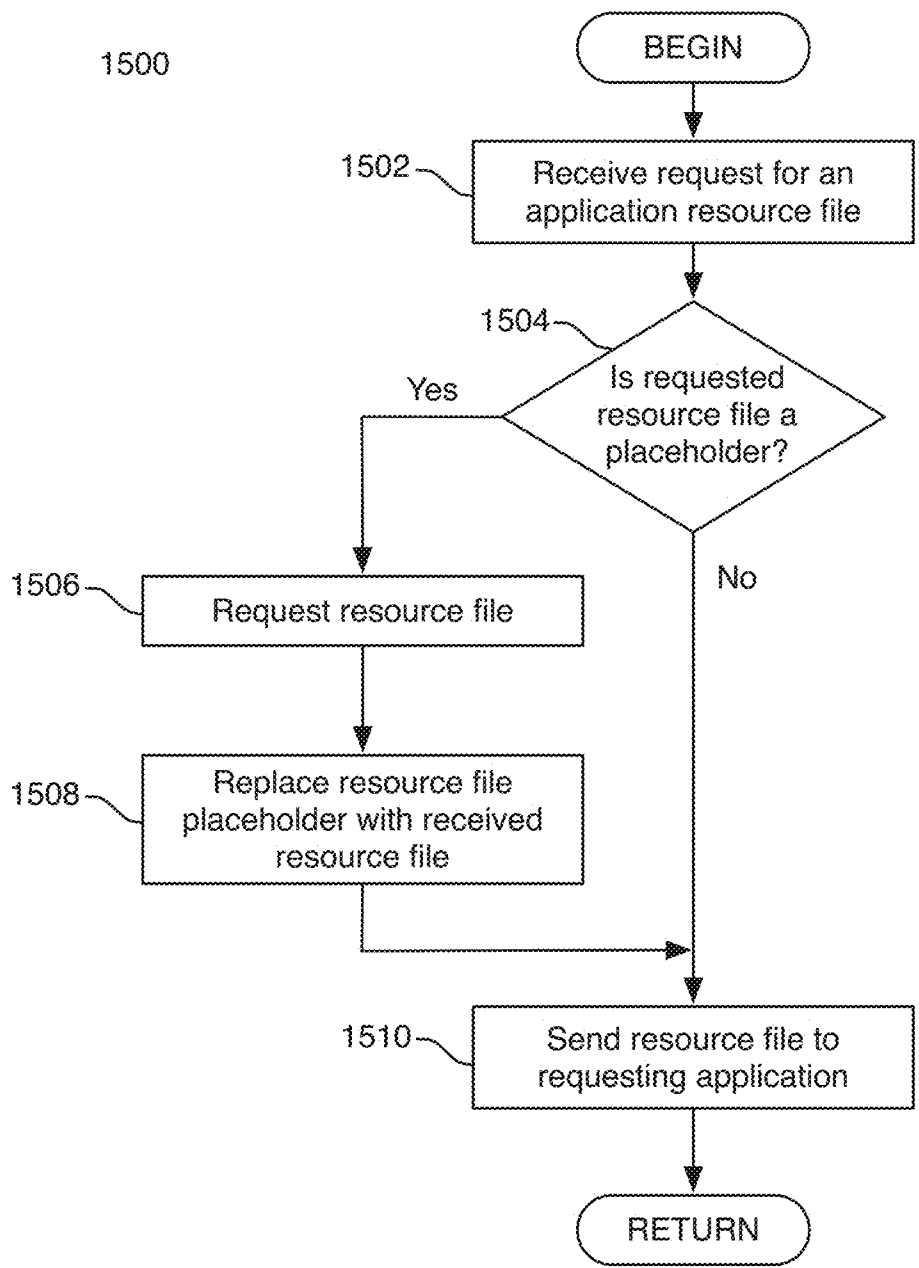 1500
BEGIN
1502
Receive request for an
application resource file
1504
Is requested
resource file a
placeholder?
Yes
No
1506
Request resource file
1508
Replace resource file
placeholder with received
resource file
1510
Send resource file to
requesting application
RETURN